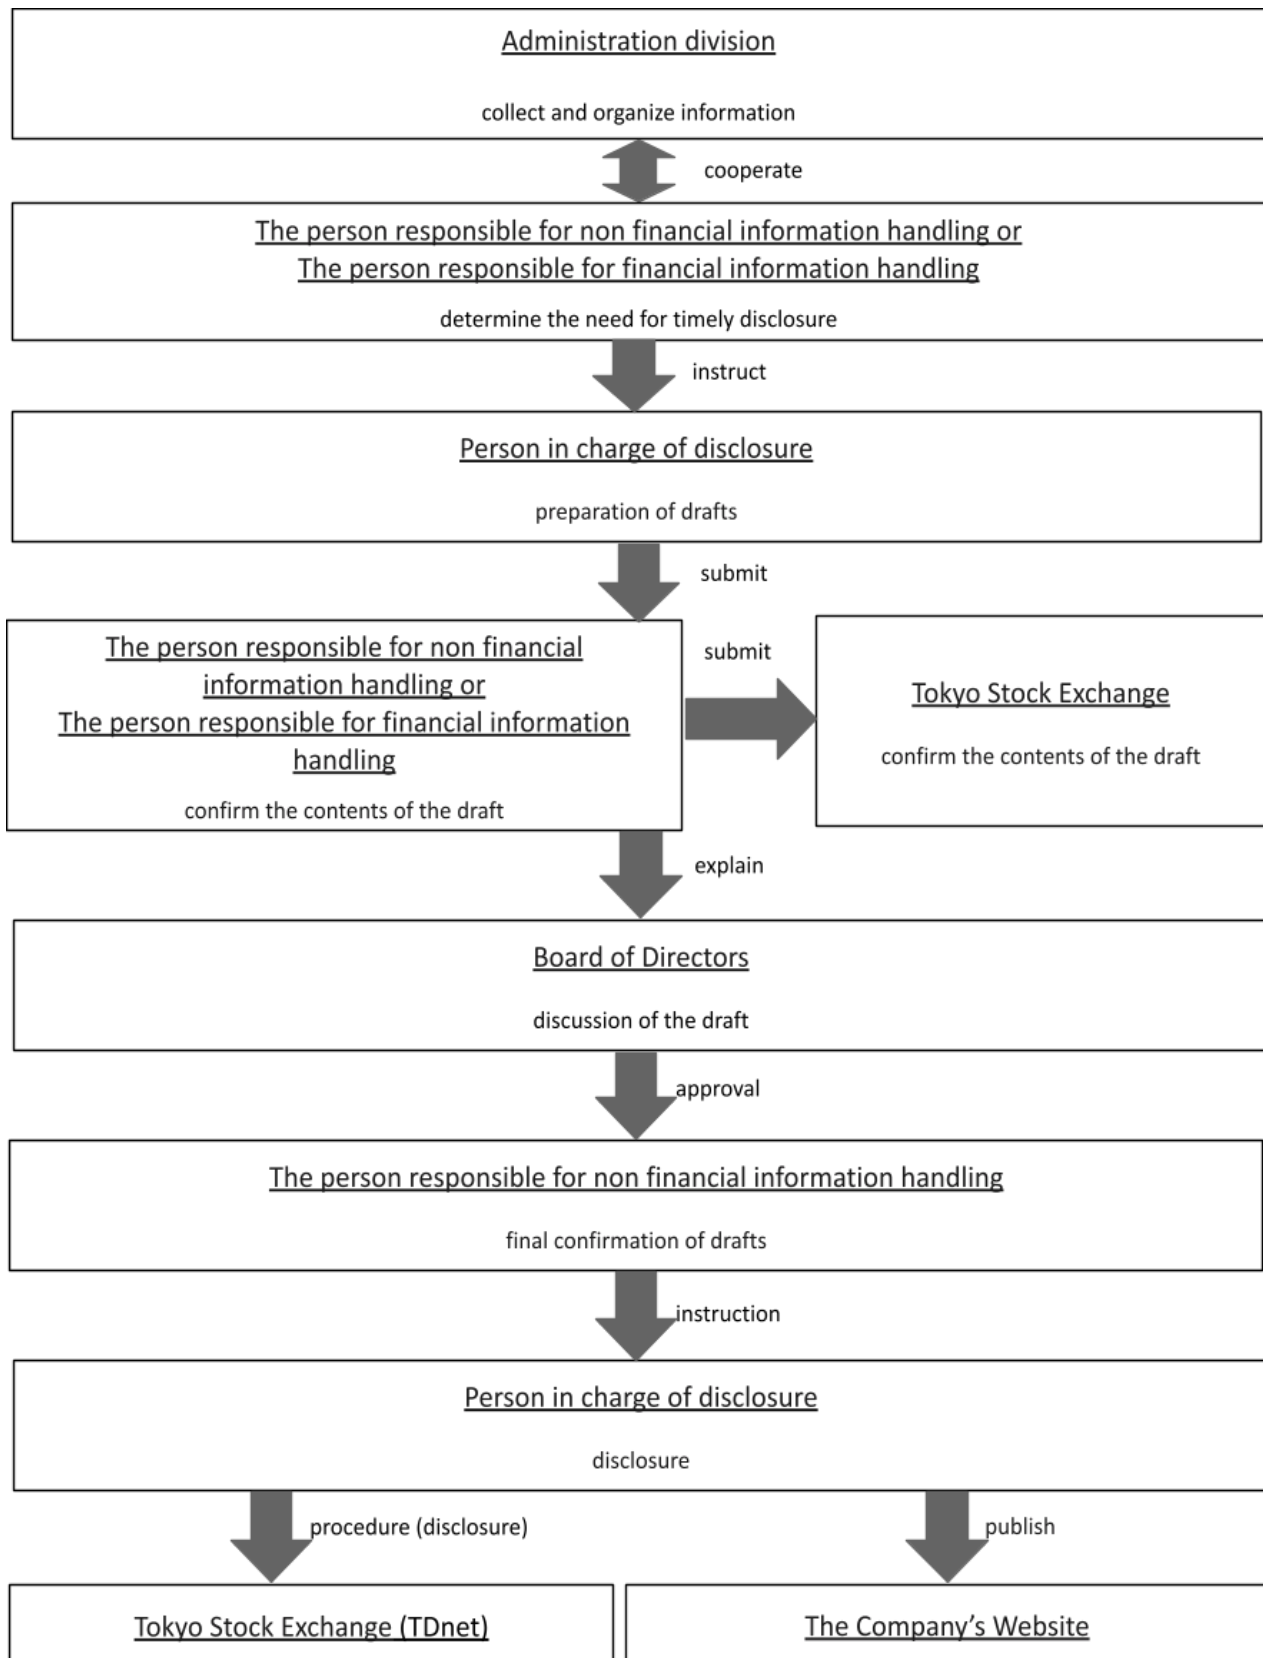 Administration division
collect and organize information
cooperate
The person responsible for non financial information handling or
The person responsible for financial information handling
determine the need for timely disclosure
instruct
Person in charge of disclosure
preparation of drafts
submit
The person responsible for non financial
information handling or
The person responsible for financial information
handling
confirm the contents of the draft
submit
Tokyo Stock Exchange
confirm the contents of the draft
explain
Board of Directors
discussion of the draft
approval
The person responsible for non financial information handling
final confirmation of drafts
instruction
Person in charge of disclosure
disclosure
procedure (disclosure)
publish
Tokyo Stock Exchange (TDnet)
The Company’s Website